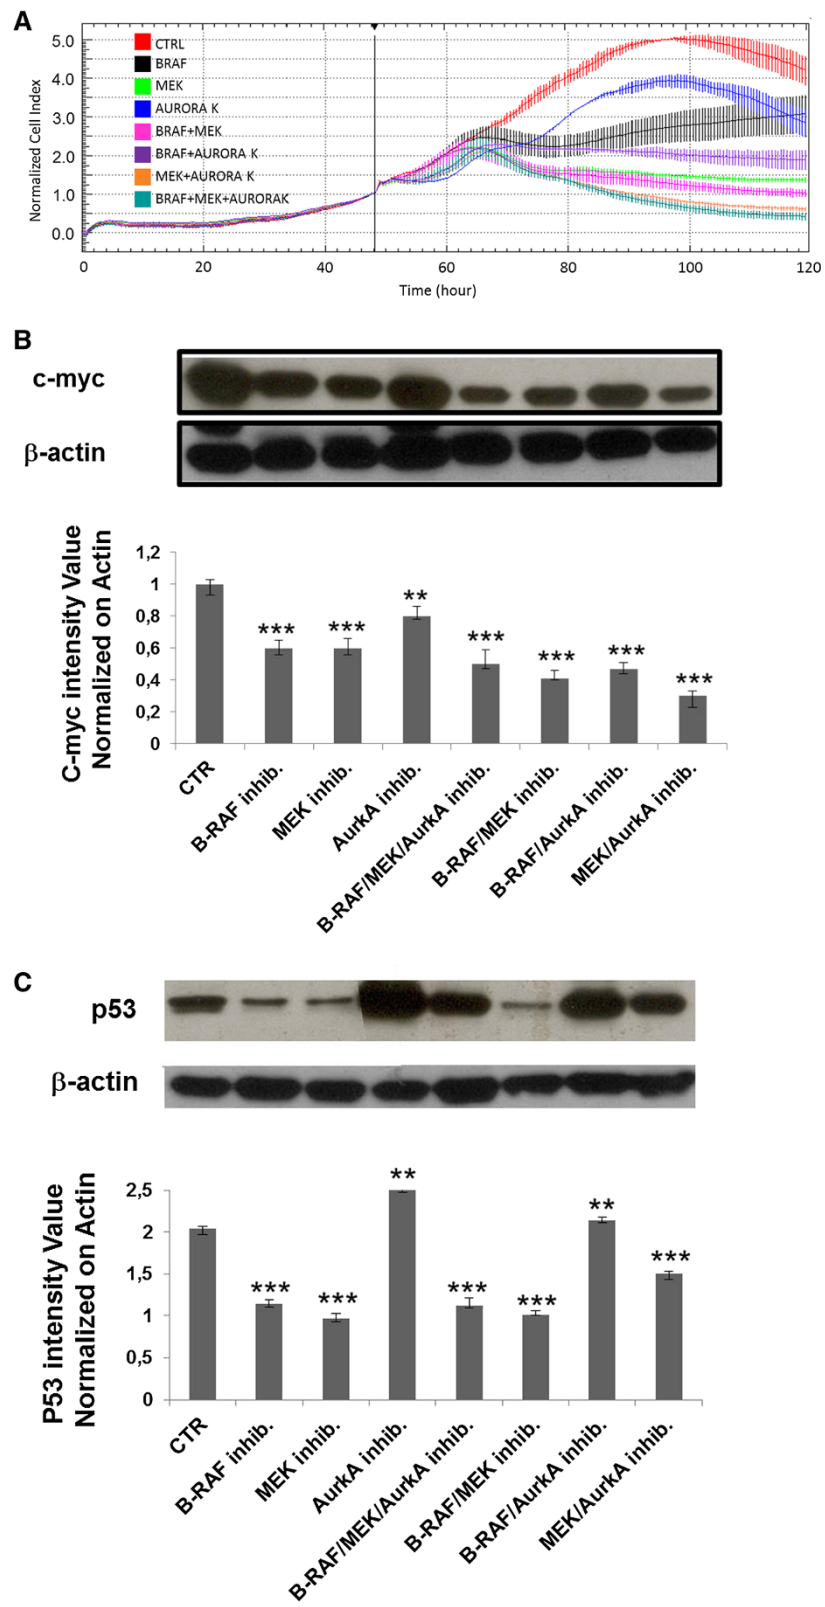 A
Normalized Cell Index
5.0
4.0
3.0
2.0
1.0
0.0
CTRL
BRAF
MEK
AURORA K
BRAF+MEK
BRAF+AURORA K
MEK+AURORA K
BRAF+MEK+AURORAK
0 20 40 60 80 100 120
Time (hour)
B
c-myc
β-actin
C-myc intensity Value
Normalized on Actin
1,2
1
0,8
0,6
0,4
0,2
0
*** *** ** *** *** *** ***
CTR
B-RAF inhib.
MEK inhib.
AurkA inhib.
B-RAF/MEK/AurkA inhib.
B-RAF/MEK inhib.
B-RAF/AurkA inhib.
MEK/AurkA inhib.
C
p53
β-actin
P53 intensity Value
Normalized on Actin
2,5
2
1,5
1
0,5
0
*** *** ** *** *** ** ***
CTR
B-RAF inhib.
MEK inhib.
AurkA inhib.
B-RAF/MEK/AurkA inhib.
B-RAF/MEK inhib.
B-RAF/AurkA inhib.
MEK/AurkA inhib.